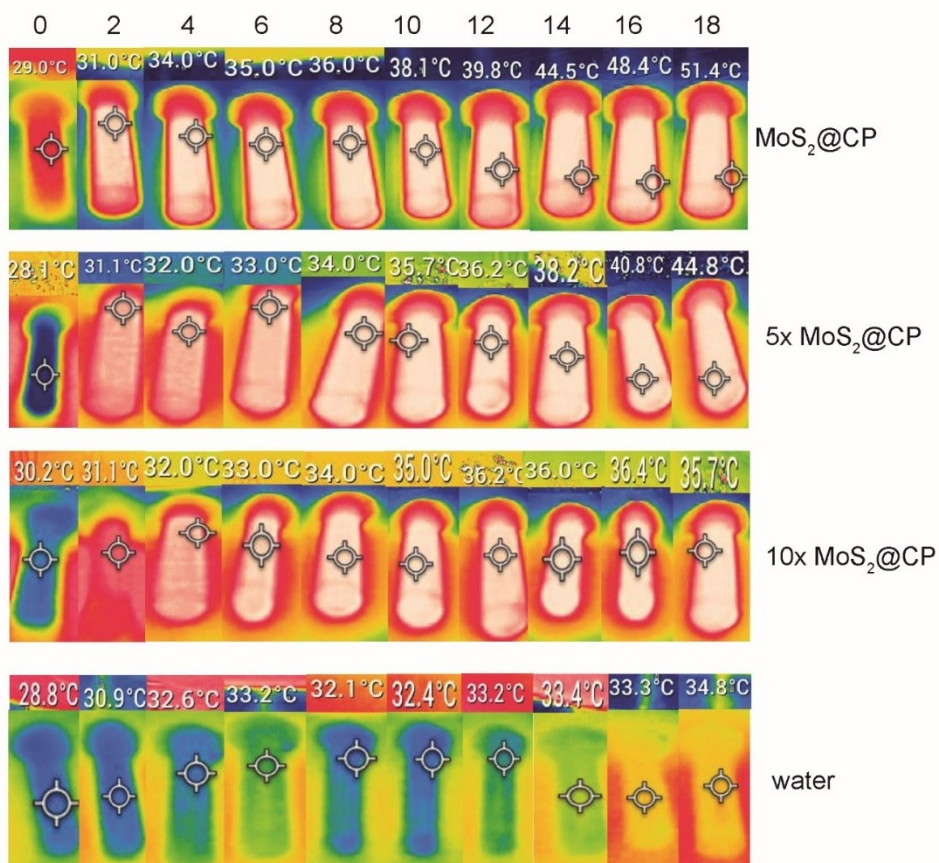 0 2 4 6 8 10 12 14 16 18
29.0°C 31.0°C 34.0°C 35.0°C 36.0°C 38.1°C 39.8°C 44.5°C 48.4°C 51.4°C
MoS₂@CP
28.1°C 31.1°C 32.0°C 33.0°C 34.0°C 35.7°C 36.2°C 38.2°C 40.8°C 44.8°C.
5x MoS₂@CP
30.2°C 31.1°C 32.0°C 33.0°C 34.0°C 35.0°C 36.2°C 36.0°C 36.4°C 35.7°C
10x MoS₂@CP
28.8°C 30.9°C 32.6°C 33.2°C 32.1°C 32.4°C 33.2°C 33.4°C 33.3°C 34.8°C
water